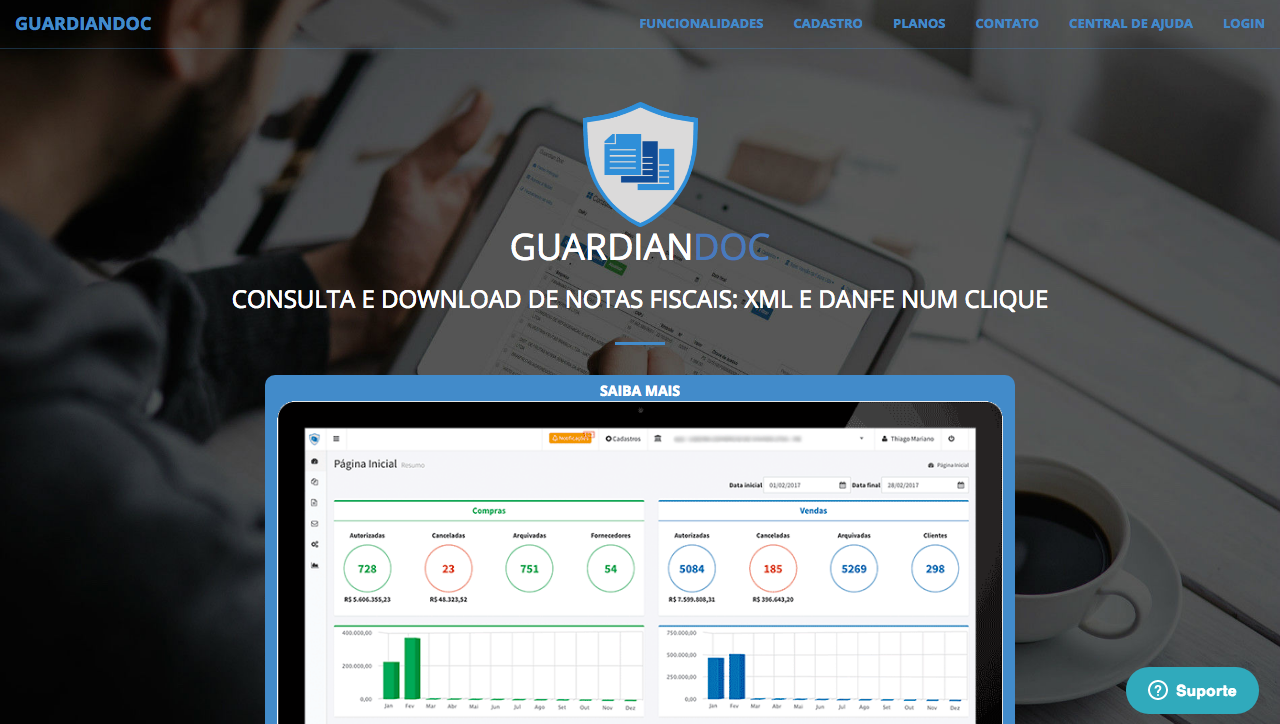 GUARDIANDOC
FUNCIONALIDADES CADASTRO PLANOS CONTATO CENTRAL DE AJUDA LOGIN
GUARDIANDOC
CONSULTA E DOWNLOAD DE NOTAS FISCAIS: XML E DANFE NUM CLIQUE
SAIBA MAIS
Notificações Cadastros Thiago Mariano
Página Inicial Resumo
Página Inicial
Data inicial 01/02/2017 Data final 28/02/2017
Compras
Autorizadas Canceladas Arquivadas Fornecedores
728 23 751 54
R$ 5.606.355,23 R$ 48.323,52
Vendas
Autorizadas Canceladas Arquivadas Clientes
5084 185 5269 298
R$ 7.599.808,31 R$ 396.643,20
400.000,00
200.000,00
0,00
Jan Fev Mar Abr Mai Jun Jul Ago Set Out Nov Dez
750.000,00
500.000,00
250.000,00
0,00
Jan Fev Mar Abr Mai Jun Jul Ago Set Out Nov Dez
Suporte